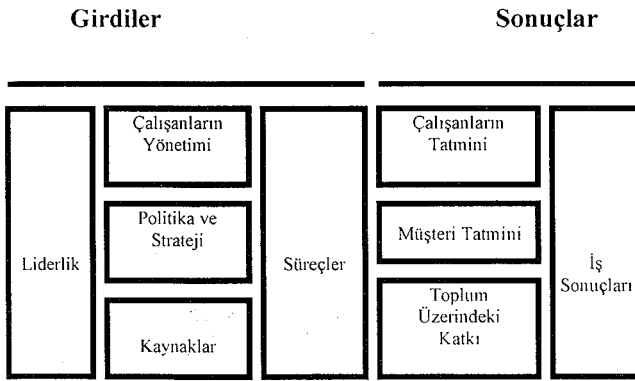 Girdiler
Sonuçlar
Liderlik
Çalışanların
Yönetimi
Politika ve
Strateji
Kaynaklar
Süreçler
Çalışanların
Tatmini
Müşteri Tatmini
Toplum
Üzerindeki
Katkı
İş
Sonuçları